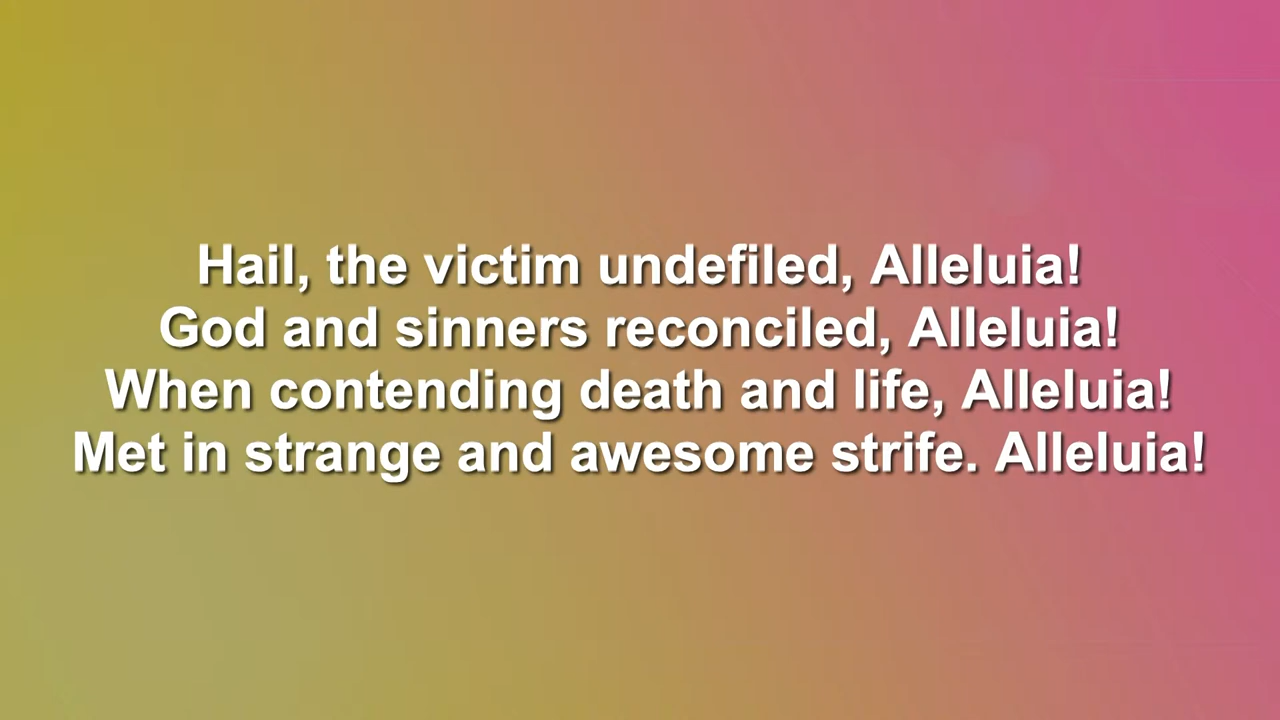 Hail, the victim undefiled, Alleluia!
God and sinners reconciled, Alleluia!
When contending death and life, Alleluia!
Met in strange and awesome strife. Alleluia!